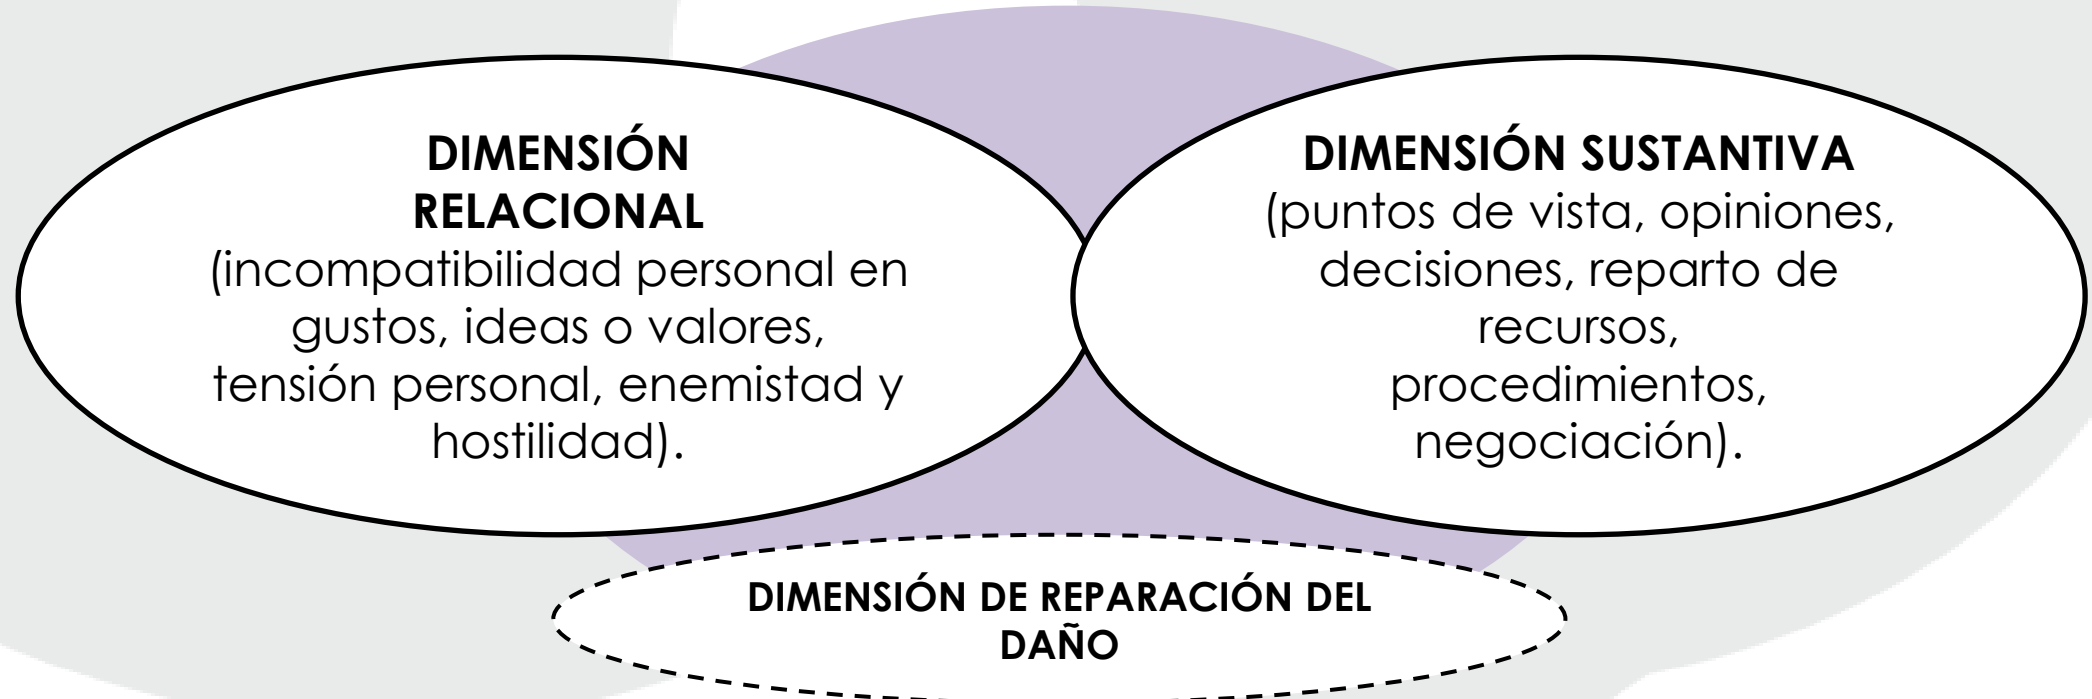 DIMENSIÓN
RELACIONAL
(incompatibilidad personal en
gustos, ideas o valores,
tensión personal, enemistad y
hostilidad).
DIMENSIÓN SUSTANTIVA
(puntos de vista, opiniones,
decisiones, reparto de
recursos,
procedimientos,
negociación).
DIMENSIÓN DE REPARACIÓN DEL
DAÑO